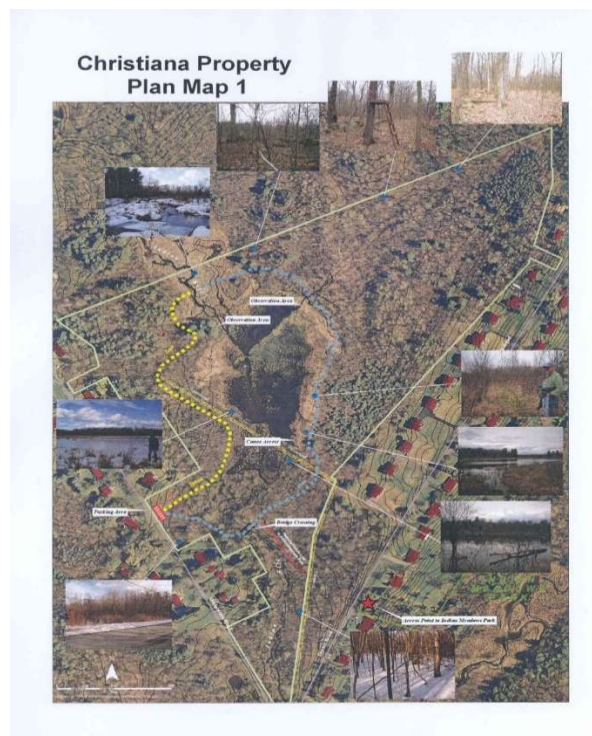 Christiana Property
Plan Map 1
Observation Area
Observation Area
Canoe Access
Parking Area
Bridge Crossing
Access Point to Indian Meadows Park